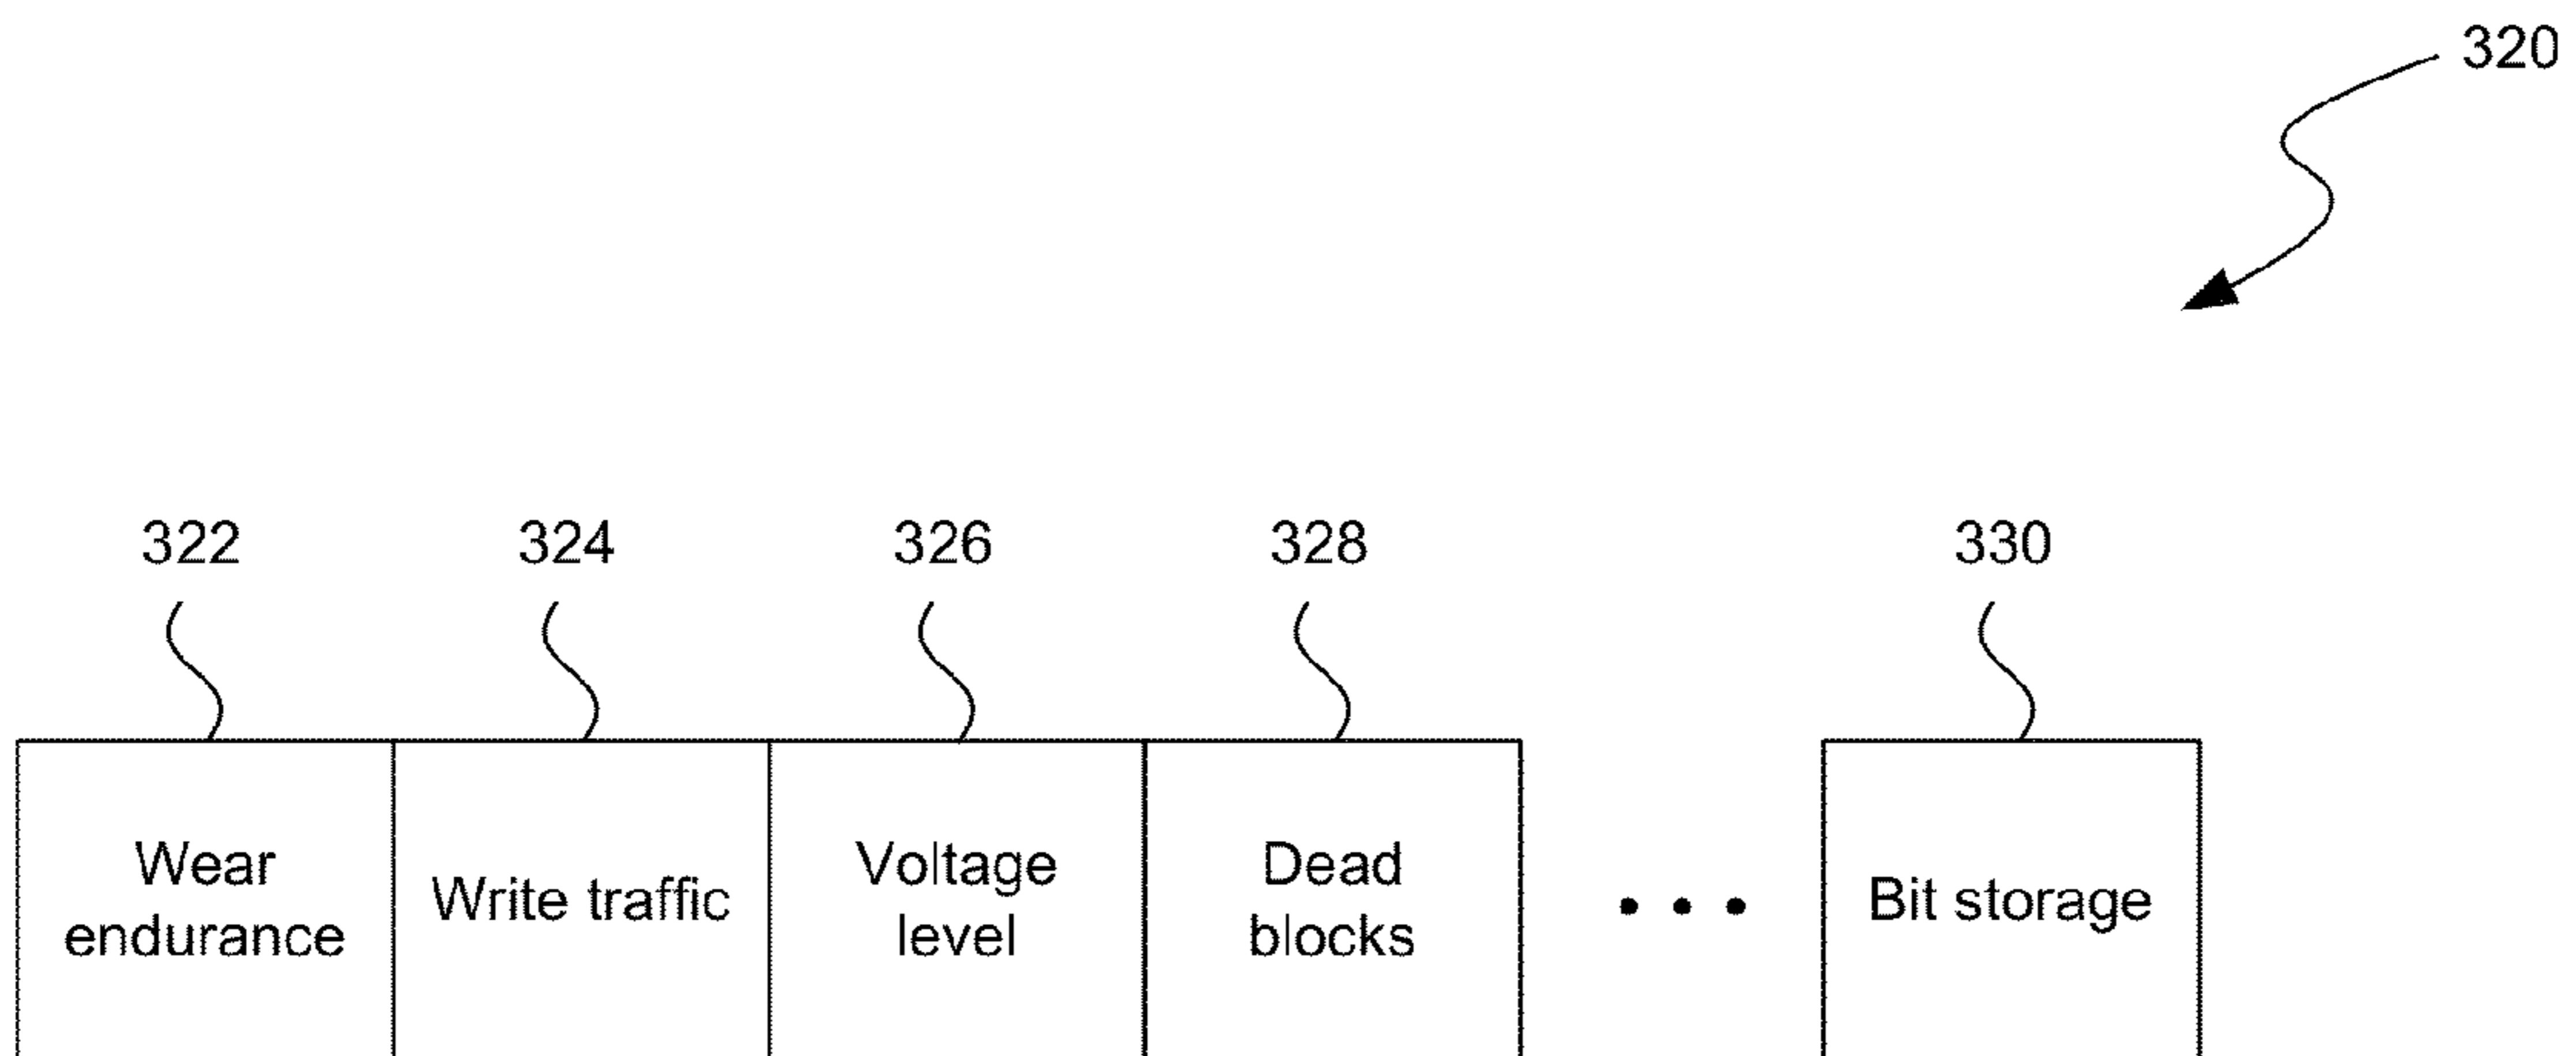 320
322 324 326 328 330
Wear endurance
Write traffic
Voltage level
Dead blocks
• • •
Bit storage